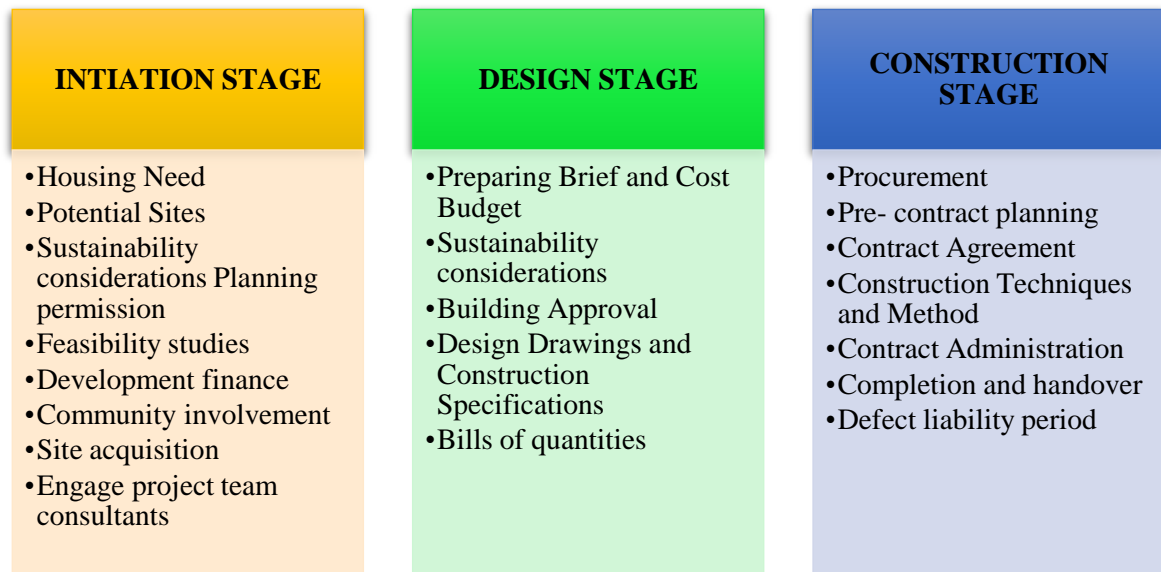 INTIATION STAGE
•Housing Need
•Potential Sites
•Sustainability
considerations Planning
permission
•Feasibility studies
•Development finance
•Community involvement
•Site acquisition
•Engage project team
consultants
DESIGN STAGE
•Preparing Brief and Cost
Budget
•Sustainability
considerations
•Building Approval
•Design Drawings and
Construction
Specifications
•Bills of quantities
CONSTRUCTION
STAGE
•Procurement
•Pre- contract planning
•Contract Agreement
•Construction Techniques
and Method
•Contract Administration
•Completion and handover
•Defect liability period